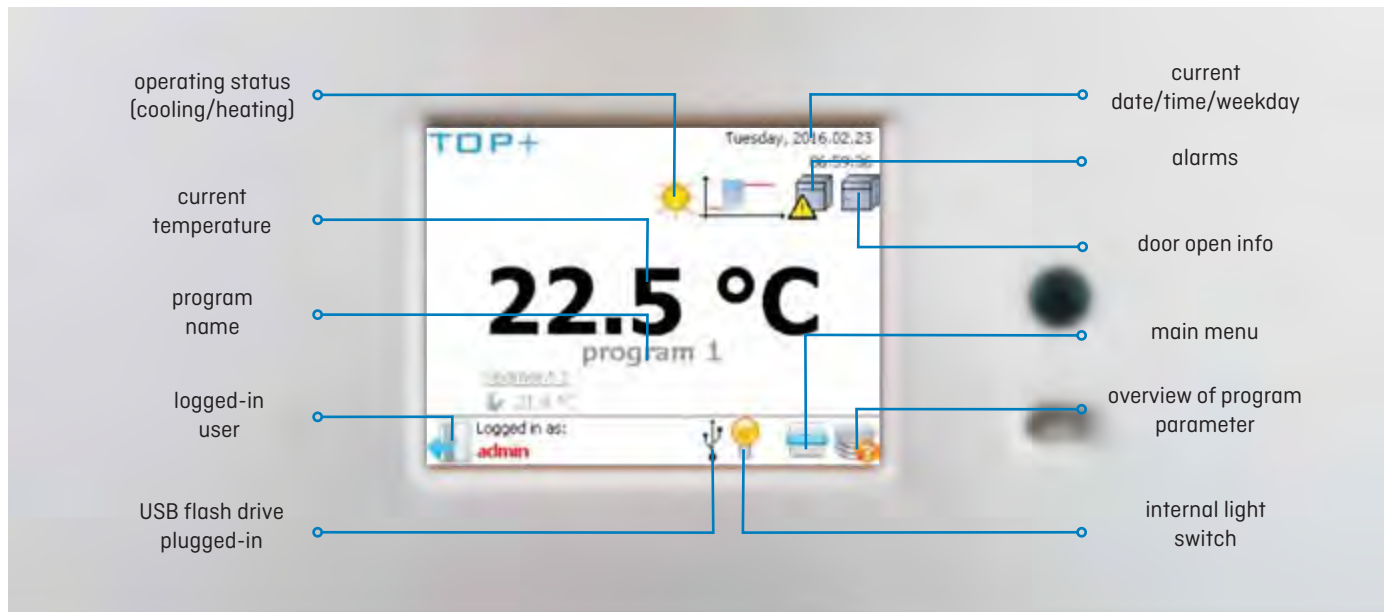 operating status
(cooling/heating)
current
temperature
program
name
logged-in
user
USB flash drive
plugged-in
TOP+
Tuesday, 2016.02.23
06:59:36
22.5 °C
program 1
21.4 °C
Logged in as:
admin
current
date/time/weekday
alarms
door open info
main menu
overview of program
parameter
internal light
switch